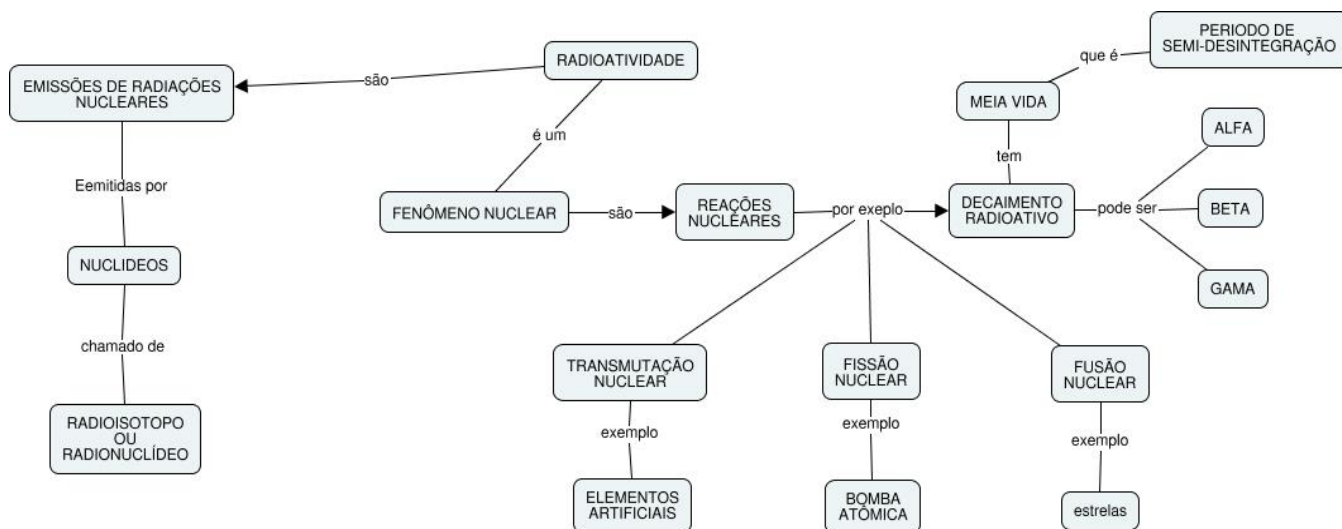 PERIODO DE
SEMI-DESINTEGRAÇÃO
que é
RADIOATIVIDADE
são
EMISSÕES DE RADIAÇÕES
NUCLEARES
MEIA VIDA
é um
tem
ALFA
Eemitidas por
FENÔMENO NUCLEAR
são
REAÇÕES
NUCLEARES
por exeplo
DECAIMENTO
RADIOATIVO
pode ser
BETA
NUCLIDEOS
GAMA
chamado de
TRANSMUTAÇÃO
NUCLEAR
FISSÃO
NUCLEAR
FUSÃO
NUCLEAR
RADIOISOTOPO
OU
RADIONUCLÍDEO
exemplo
exemplo
exemplo
ELEMENTOS
ARTIFICIAIS
BOMBA
ATÔMICA
estrelas